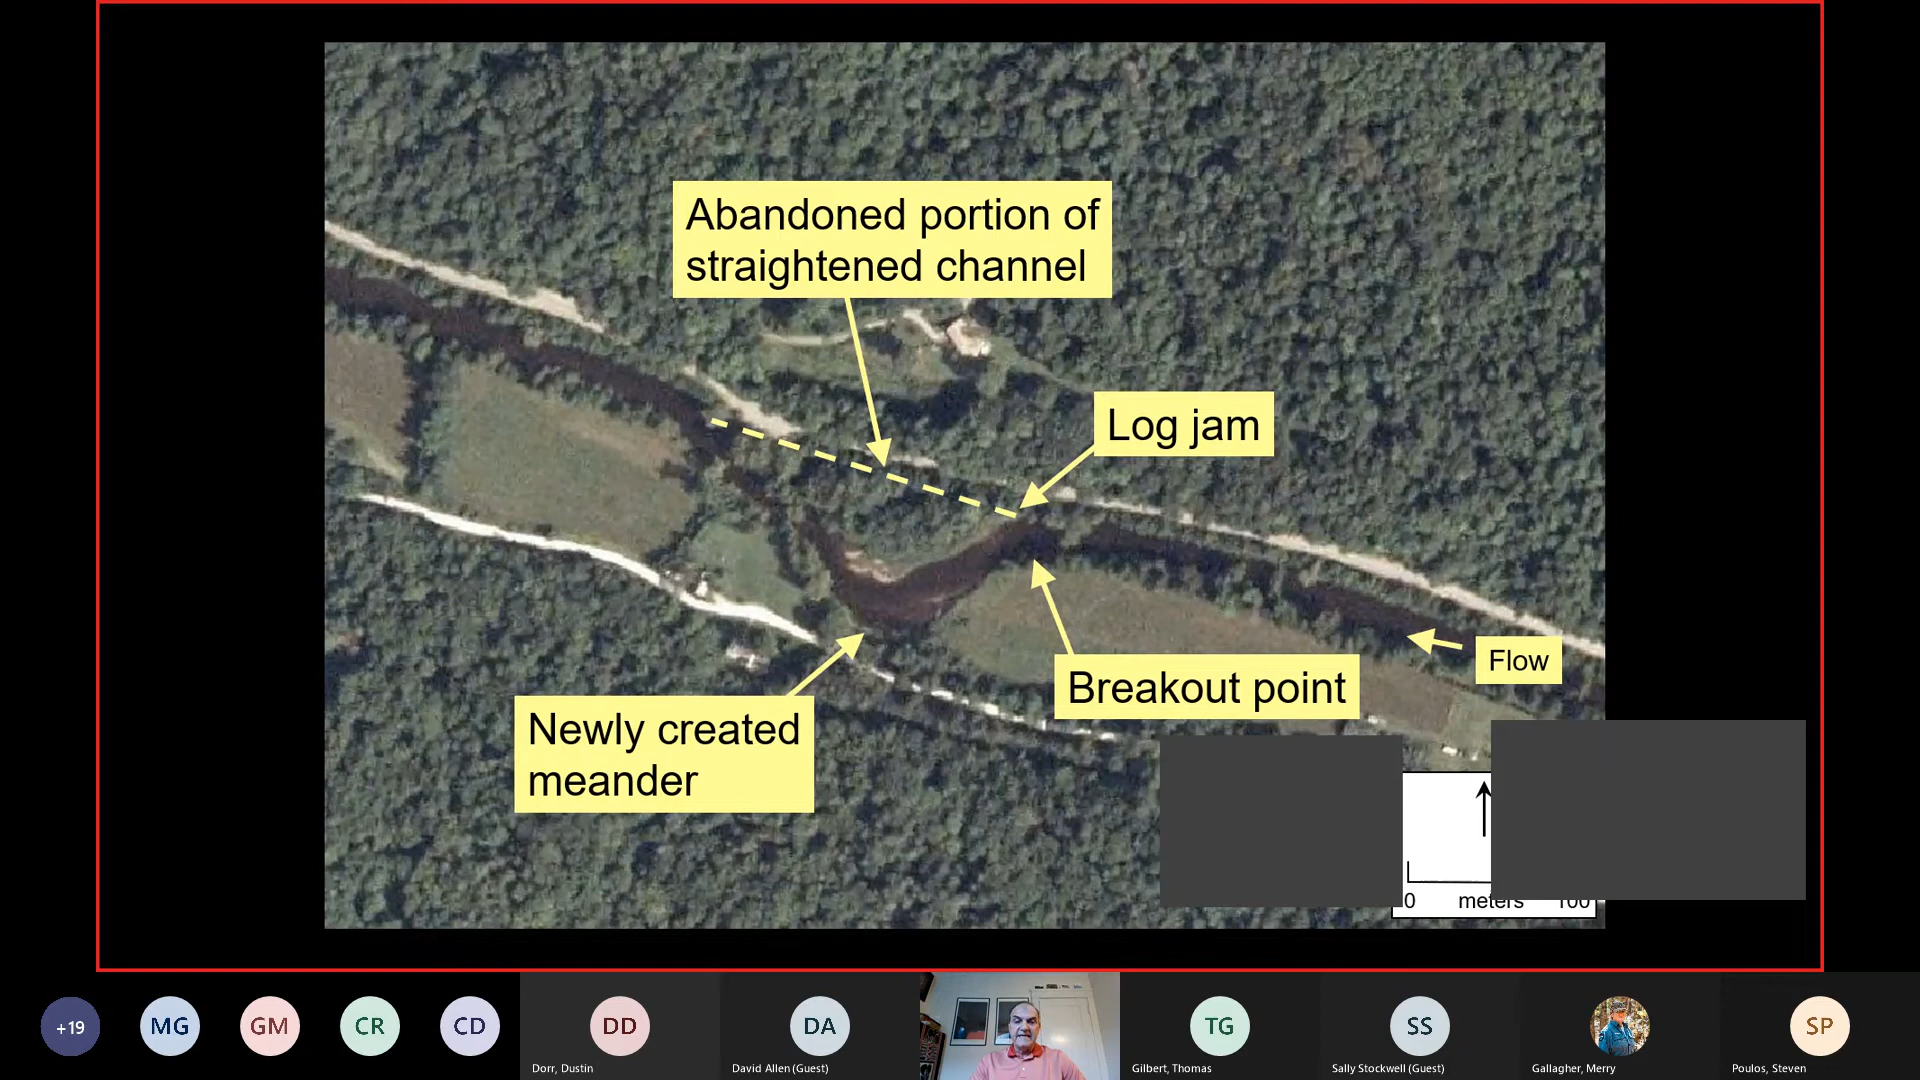 Abandoned portion of
straightened channel
Log jam
Breakout point
Flow
Newly created
meander
0 meters 100
+19
MG
GM
CR
CD
DD
DA
TG
SS
SP
Dorr, Dustin
David Allen (Guest)
Gilbert, Thomas
Sally Stockwell (Guest)
Gallagher, Merry
Poulos, Steven